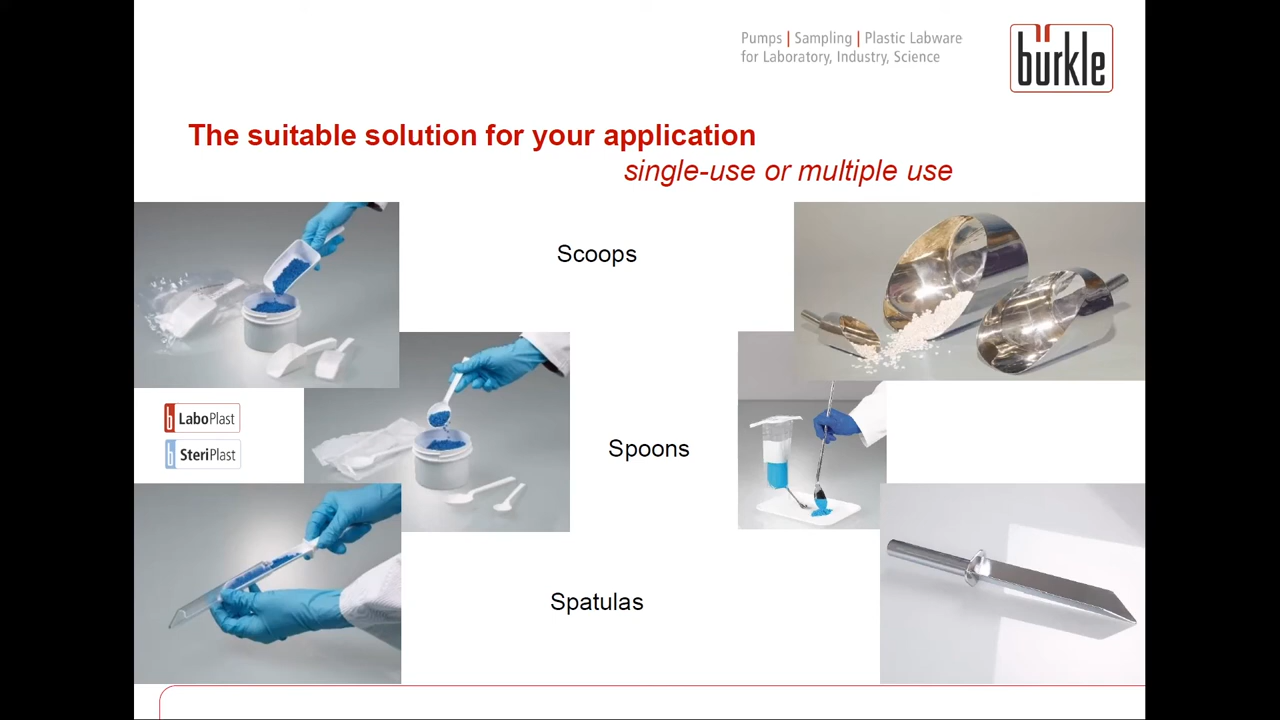 Pumps | Sampling | Plastic Labware
for Laboratory, Industry, Science
bürkle
The suitable solution for your application
single-use or multiple use
Scoops
b LaboPlast
b SteriPlast
Spoons
Spatulas